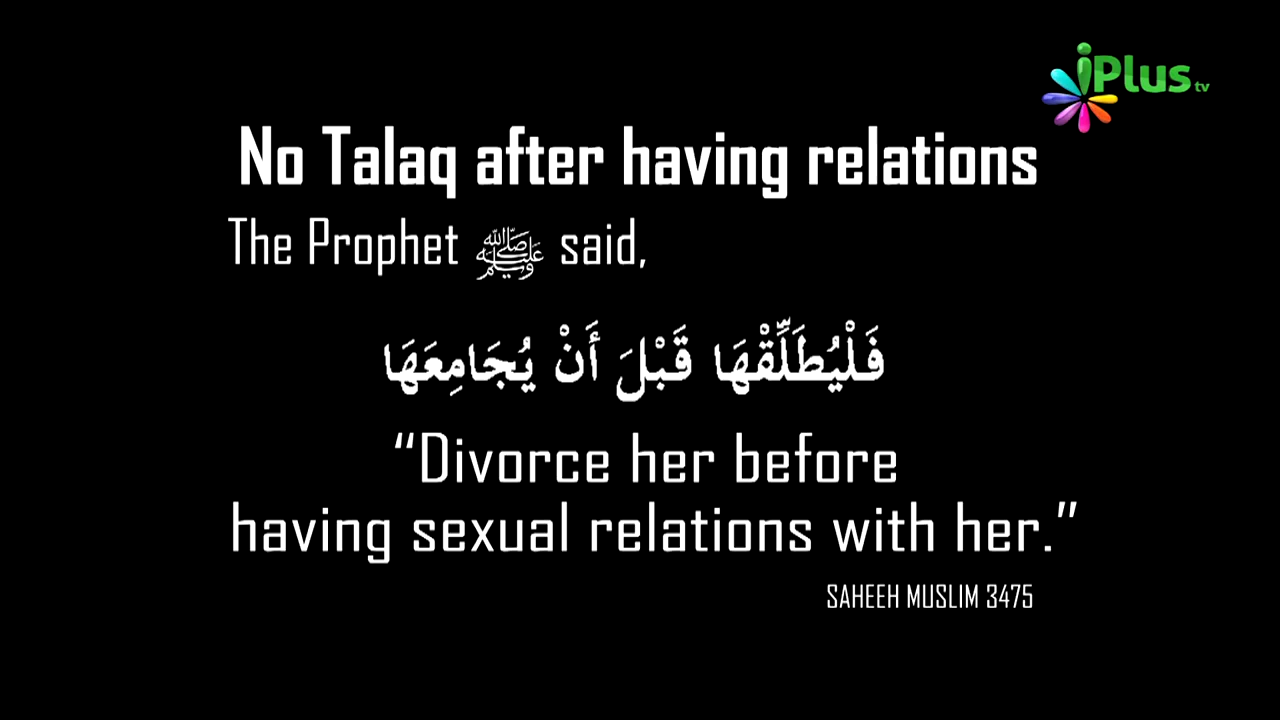 iPlus tv
No Talaq after having relations
The Prophet ﷺ said,
فَلْيُطَلِّقْهَا قَبْلَ أَنْ يُجَامِعَهَا
“Divorce her before
having sexual relations with her.”
SAHEEH MUSLIM 3475